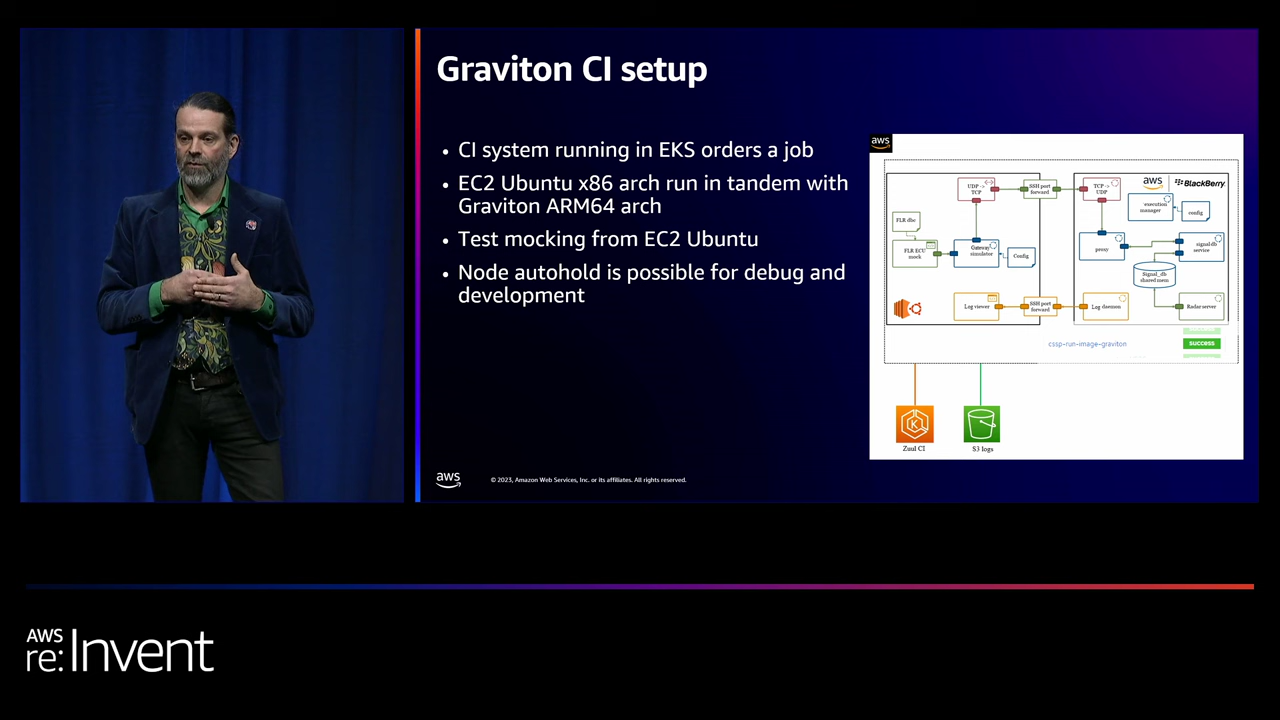 Graviton CI setup
• CI system running in EKS orders a job
• EC2 Ubuntu x86 arch run in tandem with
Graviton ARM64 arch
• Test mocking from EC2 Ubuntu
• Node autohold is possible for debug and
development
aws
UDP ->
TCP
SSH port
forward
TCP ->
UDP
aws
BlackBerry
execution
manager
config
FLR dbc
FLR ECU
mock
Gateway
simulator
Config
proxy
signal db
service
Signal_db
shared mem
Log viewer
SSH port
forward
Log daemon
Radar server
cssp-run-image-graviton
success
Zuul CI
S3 logs
aws
© 2023, Amazon Web Services, Inc. or its affiliates. All rights reserved.
AWS
re:Invent